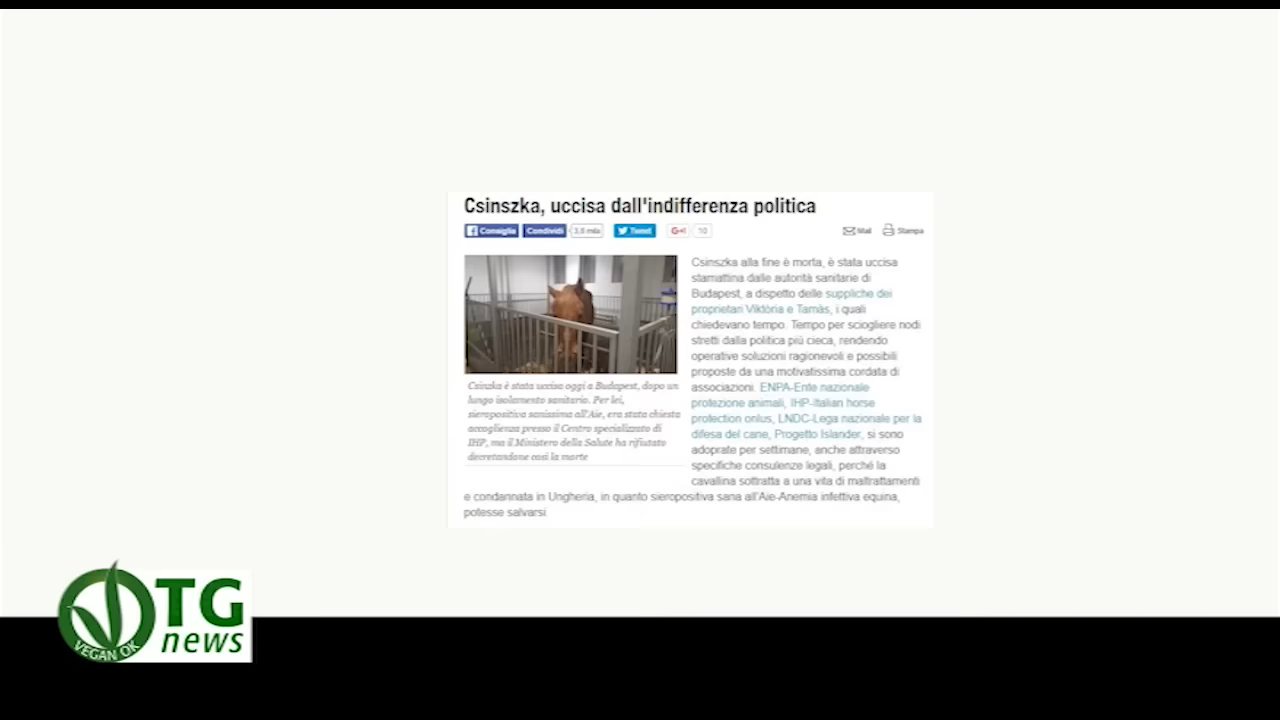 Csinszka, uccisa dall'indifferenza politica
Consiglia Condividi 3.8 mila Tweet G+1 10 Mail Stampa
Csinszka alla fine è morta, è stata uccisa
stamattina dalle autorità sanitarie di
Budapest, a dispetto delle suppliche dei
proprietari Viktòria e Tamàs, i quali
chiedevano tempo. Tempo per sciogliere nodi
stretti dalla politica più cieca, rendendo
operative soluzioni ragionevoli e possibili
proposte da una motivatissima cordata di
associazioni. ENPA-Ente nazionale
protezione animali, IHP-Italian horse
protection onlus, LNDC-Lega nazionale per la
difesa del cane, Progetto Islander, si sono
adoprate per settimane, anche attraverso
specifiche consulenze legali, perché la
cavallina sottratta a una vita di maltrattamenti
e condannata in Ungheria, in quanto sieropositiva sana all'Aie-Anemia infettiva equina,
potesse salvarsi.
Csinzka è stata uccisa oggi a Budapest, dopo un
lungo isolamento sanitario. Per lei,
sieropositiva sanissima all'Aie, era stata chiesta
accoglienza presso il Centro specializzato di
IHP, ma il Ministero della Salute ha rifiutato
decretandone così la morte
TG
news
VEGAN OK